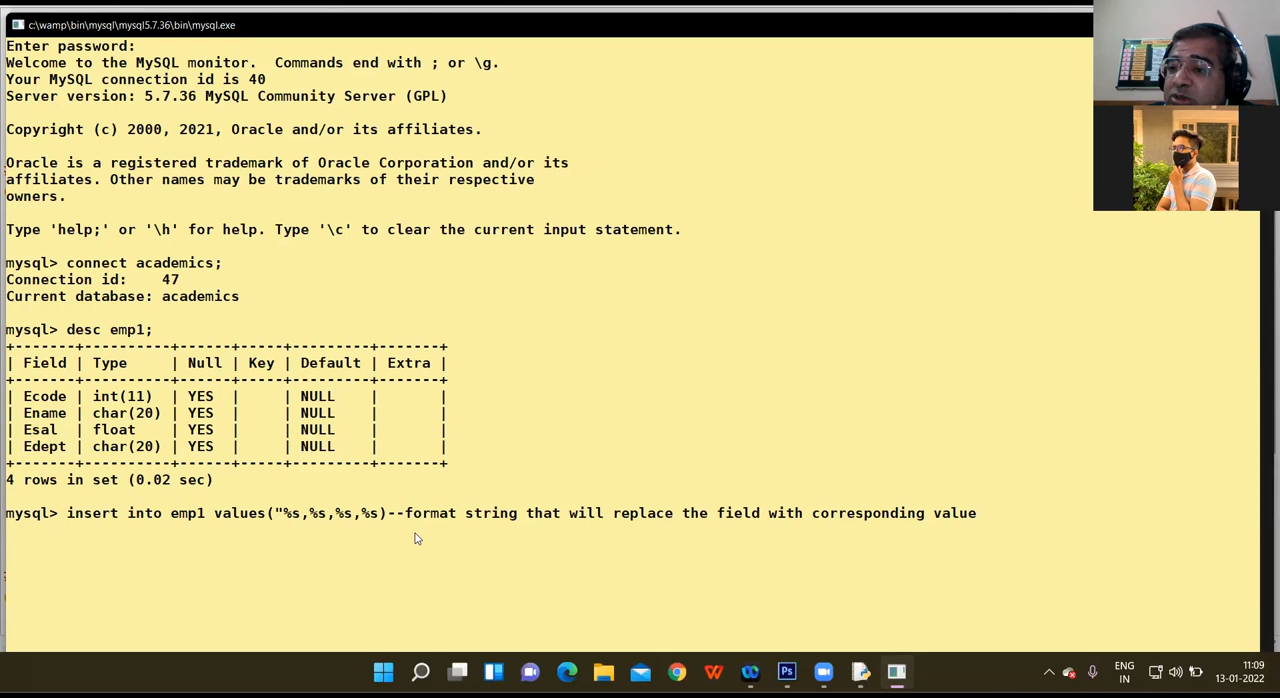 c:\wamp\bin\mysql\mysql5.7.36\bin\mysql.exe
Enter password:
Welcome to the MySQL monitor.  Commands end with ; or \g.
Your MySQL connection id is 40
Server version: 5.7.36 MySQL Community Server (GPL)
Copyright (c) 2000, 2021, Oracle and/or its affiliates.
Oracle is a registered trademark of Oracle Corporation and/or its
affiliates. Other names may be trademarks of their respective
owners.
Type 'help;' or '\h' for help. Type '\c' to clear the current input statement.
mysql> connect academics;
Connection id:    47
Current database: academics
mysql> desc emp1;
+-------+----------+------+-----+---------+-------+
| Field | Type     | Null | Key | Default | Extra |
+-------+----------+------+-----+---------+-------+
| Ecode | int(11)  | YES  |     | NULL    |       |
| Ename | char(20) | YES  |     | NULL    |       |
| Esal  | float    | YES  |     | NULL    |       |
| Edept | char(20) | YES  |     | NULL    |       |
+-------+----------+------+-----+---------+-------+
4 rows in set (0.02 sec)
mysql> insert into emp1 values("%s,%s,%s,%s)--format string that will replace the field with corresponding value
Ps
ENG
IN
11:09
13-01-2022